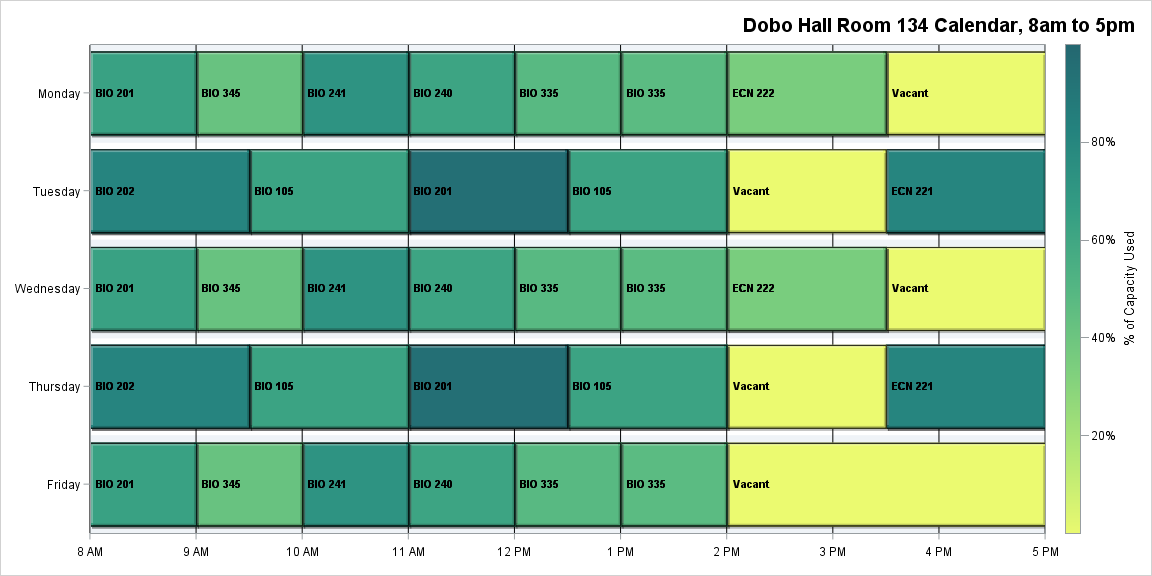 Dobo Hall Room 134 Calendar, 8am to 5pm
Monday
BIO 201 BIO 345 BIO 241 BIO 240 BIO 335 BIO 335 ECN 222 Vacant
Tuesday
BIO 202 BIO 105 BIO 201 BIO 105 Vacant ECN 221
Wednesday
BIO 201 BIO 345 BIO 241 BIO 240 BIO 335 BIO 335 ECN 222 Vacant
Thursday
BIO 202 BIO 105 BIO 201 BIO 105 Vacant ECN 221
Friday
BIO 201 BIO 345 BIO 241 BIO 240 BIO 335 BIO 335 Vacant
8 AM 9 AM 10 AM 11 AM 12 PM 1 PM 2 PM 3 PM 4 PM 5 PM
80%
60%
40%
20%
% of Capacity Used